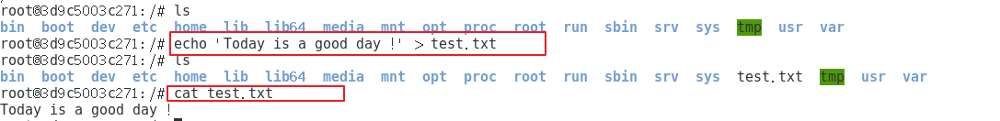 root@3d9c5003c271:/# ls
bin boot dev etc home lib lib64 media mnt opt proc root run sbin srv sys tmp usr var
root@3d9c5003c271:/# echo 'Today is a good day !' > test.txt
root@3d9c5003c271:/# ls
bin boot dev etc home lib lib64 media mnt opt proc root run sbin srv sys test.txt tmp usr var
root@3d9c5003c271:/# cat test.txt
Today is a good day !